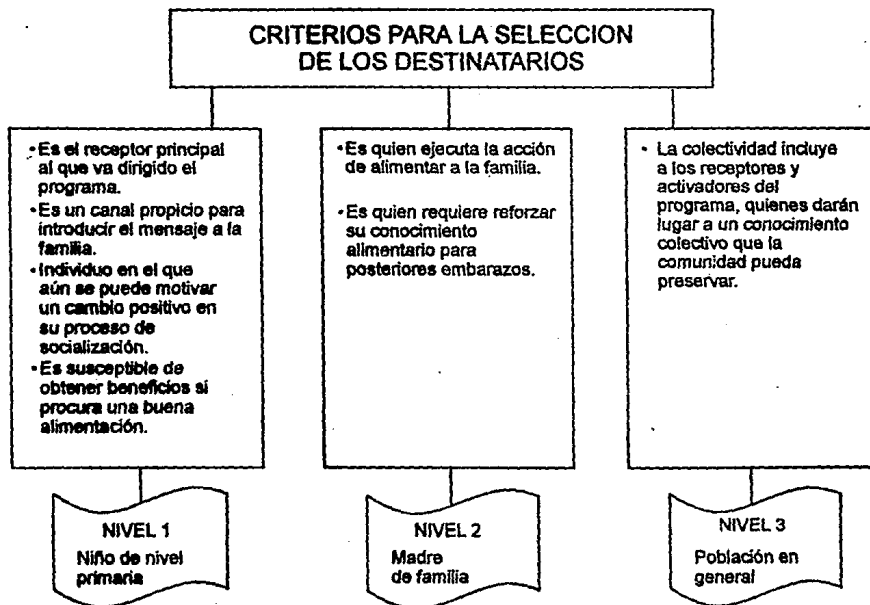 CRITERIOS PARA LA SELECCION
DE LOS DESTINATARIOS
•Es el receptor principal
al que va dirigido el
programa.
•Es un canal propicio para
introducir el mensaje a la
familia.
•Individuo en el que
aún se puede motivar
un cambio positivo en
su proceso de
socialización.
•Es susceptible de
obtener beneficios si
procura una buena
alimentación.
•Es quien ejecuta la acción
de alimentar a la familia.
•Es quien requiere reforzar
su conocimiento
alimentario para
posteriores embarazos.
• La colectividad incluye
a los receptores y
activadores del
programa, quienes darán
lugar a un conocimiento
colectivo que la
comunidad pueda
preservar.
NIVEL 1
Niño de nivel
primaria
NIVEL 2
Madre
de familia
NIVEL 3
Población en
general